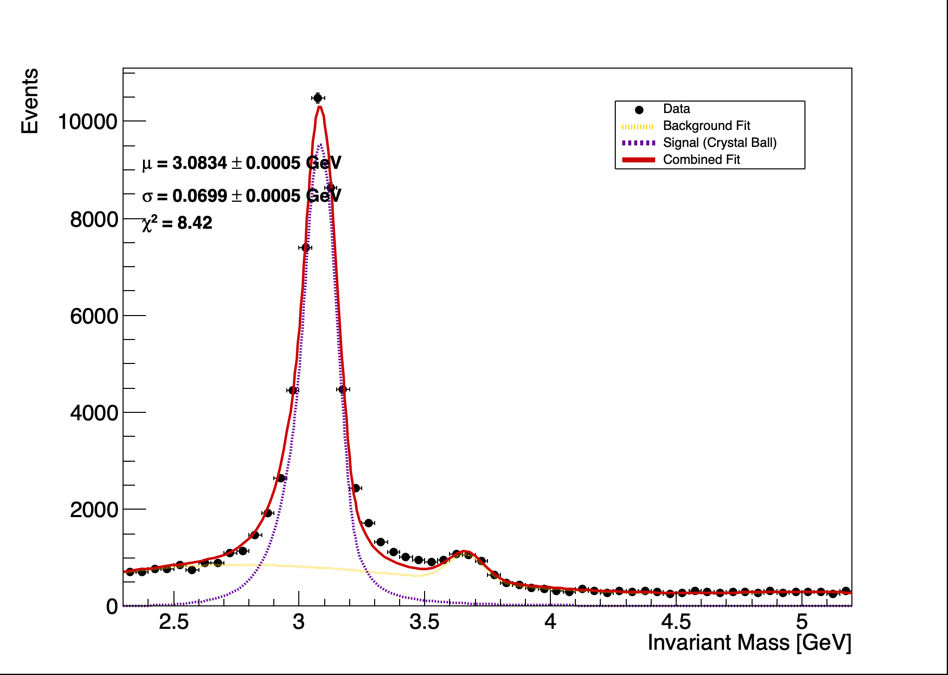 Events
10000
8000
6000
4000
2000
0
μ = 3.0834 ± 0.0005 GeV
σ = 0.0699 ± 0.0005 GeV
χ² = 8.42
Data
Background Fit
Signal (Crystal Ball)
Combined Fit
2.5 3 3.5 4 4.5 5
Invariant Mass [GeV]